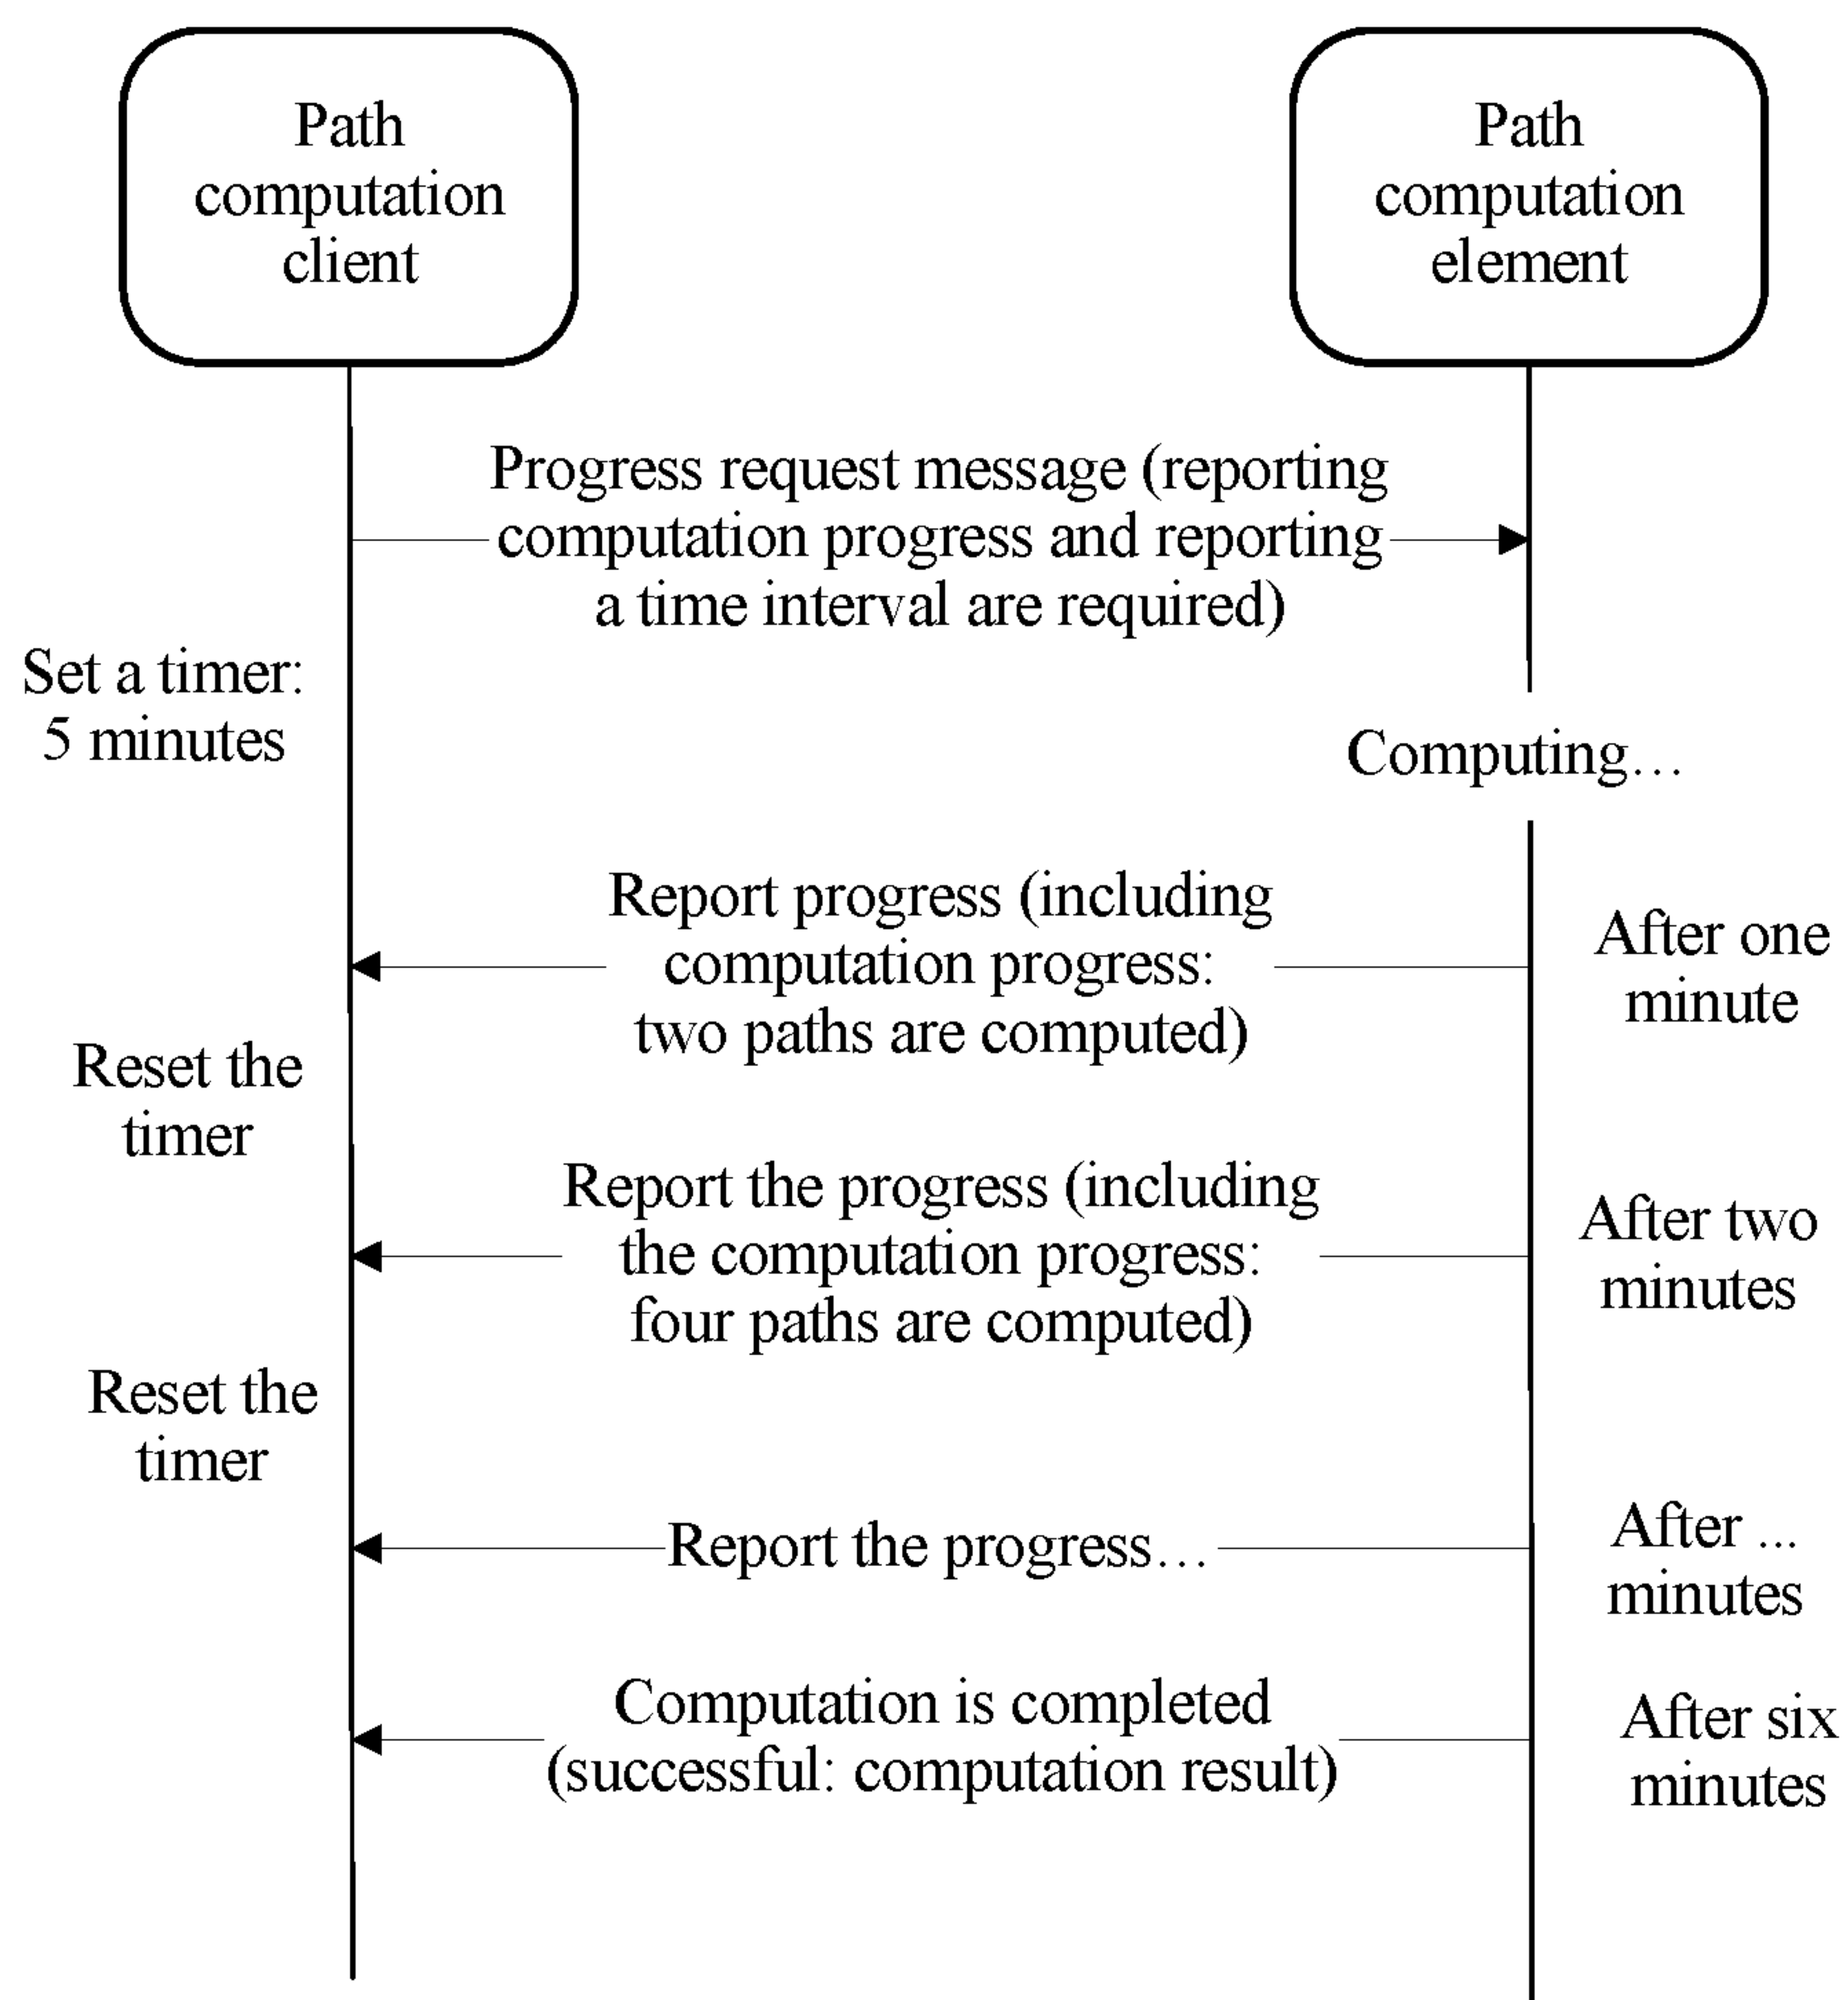 Path
computation
client
Path
computation
element
Progress request message (reporting
computation progress and reporting
a time interval are required)
Set a timer:
5 minutes
Computing…
Report progress (including
computation progress:
two paths are computed)
After one
minute
Reset the
timer
Report the progress (including
the computation progress:
four paths are computed)
After two
minutes
Reset the
timer
Report the progress…
After ...
minutes
Computation is completed
(successful: computation result)
After six
minutes